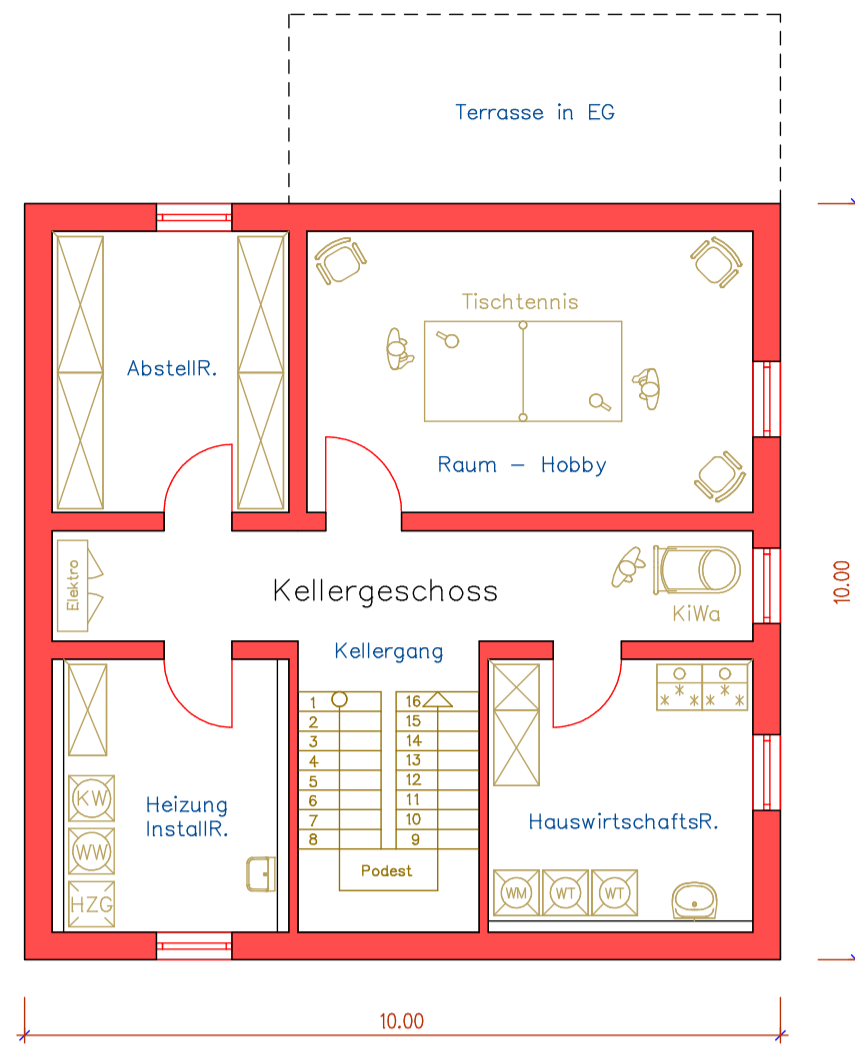 Terrasse in EG
Tischtennis
AbstellR.
Raum – Hobby
Elektro
Kellergeschoss
KiWa
10.00
Kellergang
1
2
3
4
5
6
7
8
16
15
14
13
12
11
10
9
Podest
KW
WW
HZG
Heizung
InstallR.
HauswirtschaftsR.
WM
WT
WT
10.00